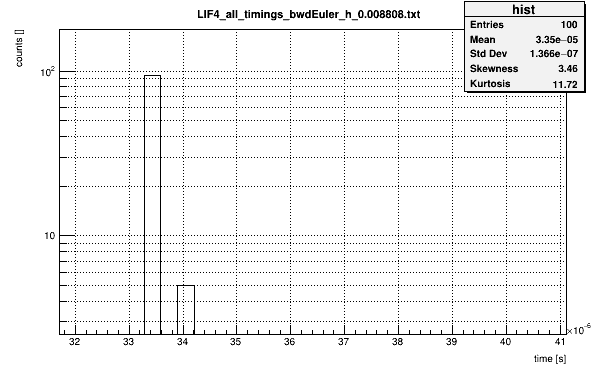 LIF4_all_timings_bwdEuler_h_0.008808.txt
hist
Entries 100
Mean 3.35e−05
Std Dev 1.366e−07
Skewness 3.46
Kurtosis 11.72
counts []
10²
10
32 33 34 35 36 37 38 39 40 41
×10⁻⁶
time [s]